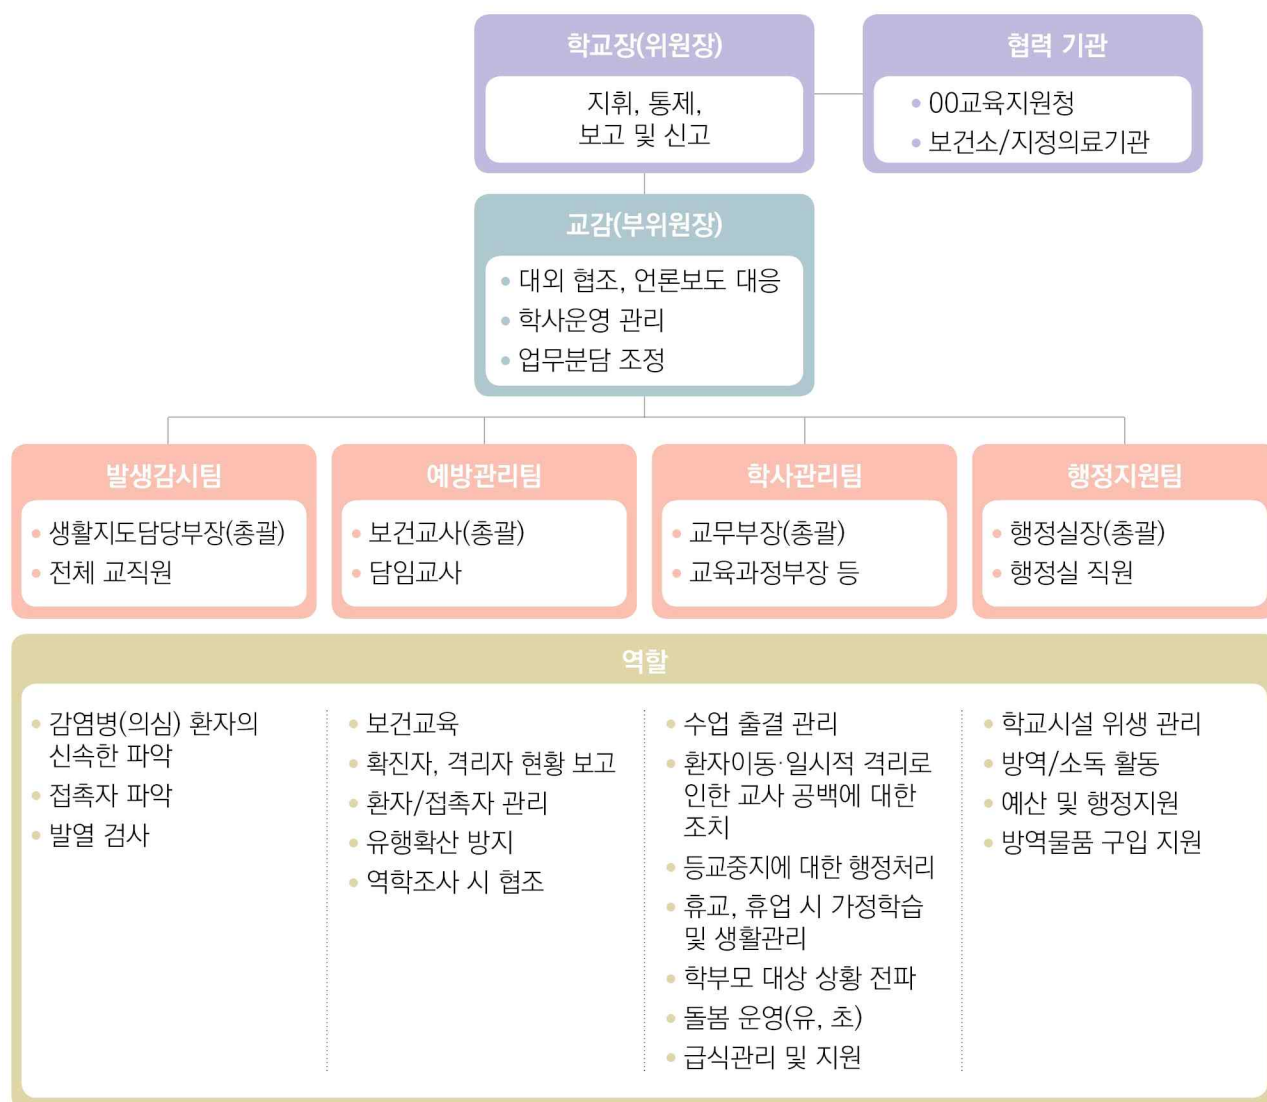 학교장(위원장)
지휘, 통제,
보고 및 신고
협력 기관
• 00교육지원청
• 보건소/지정의료기관
교감(부위원장)
• 대외 협조, 언론보도 대응
• 학사운영 관리
• 업무분담 조정
발생감시팀
• 생활지도담당부장(총괄)
• 전체 교직원
예방관리팀
• 보건교사(총괄)
• 담임교사
학사관리팀
• 교무부장(총괄)
• 교육과정부장 등
행정지원팀
• 행정실장(총괄)
• 행정실 직원
역할
• 감염병(의심) 환자의
신속한 파악
• 접촉자 파악
• 발열 검사
• 보건교육
• 확진자, 격리자 현황 보고
• 환자/접촉자 관리
• 유행확산 방지
• 역학조사 시 협조
• 수업 출결 관리
• 환자이동·일시적 격리로
인한 교사 공백에 대한
조치
• 등교중지에 대한 행정처리
• 휴교, 휴업 시 가정학습
및 생활관리
• 학부모 대상 상황 전파
• 돌봄 운영(유, 초)
• 급식관리 및 지원
• 학교시설 위생 관리
• 방역/소독 활동
• 예산 및 행정지원
• 방역물품 구입 지원